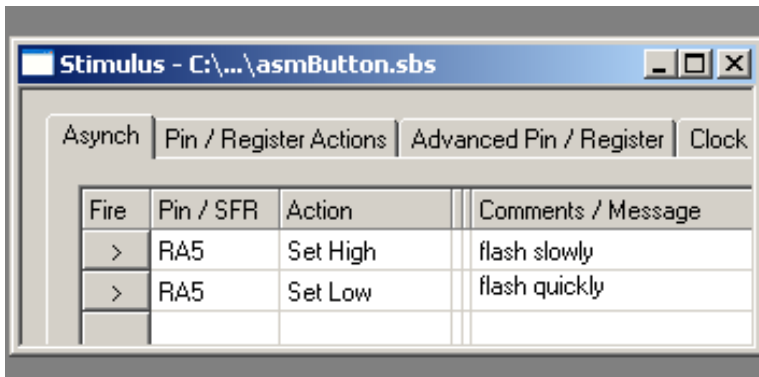 Stimulus - C:\...\asmButton.sbs
Asynch Pin / Register Actions Advanced Pin / Register Clock
Fire Pin / SFR Action Comments / Message
> RA5 Set High flash slowly
> RA5 Set Low flash quickly